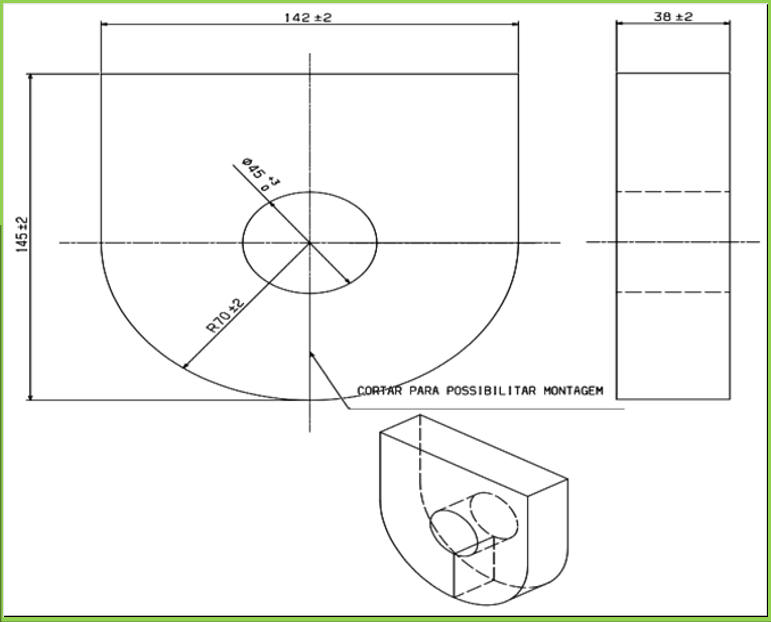 142 ±2
38 ±2
Ø45 +3
0
145 ±2
R70 ±2
CORTAR PARA POSSIBILITAR MONTAGEM